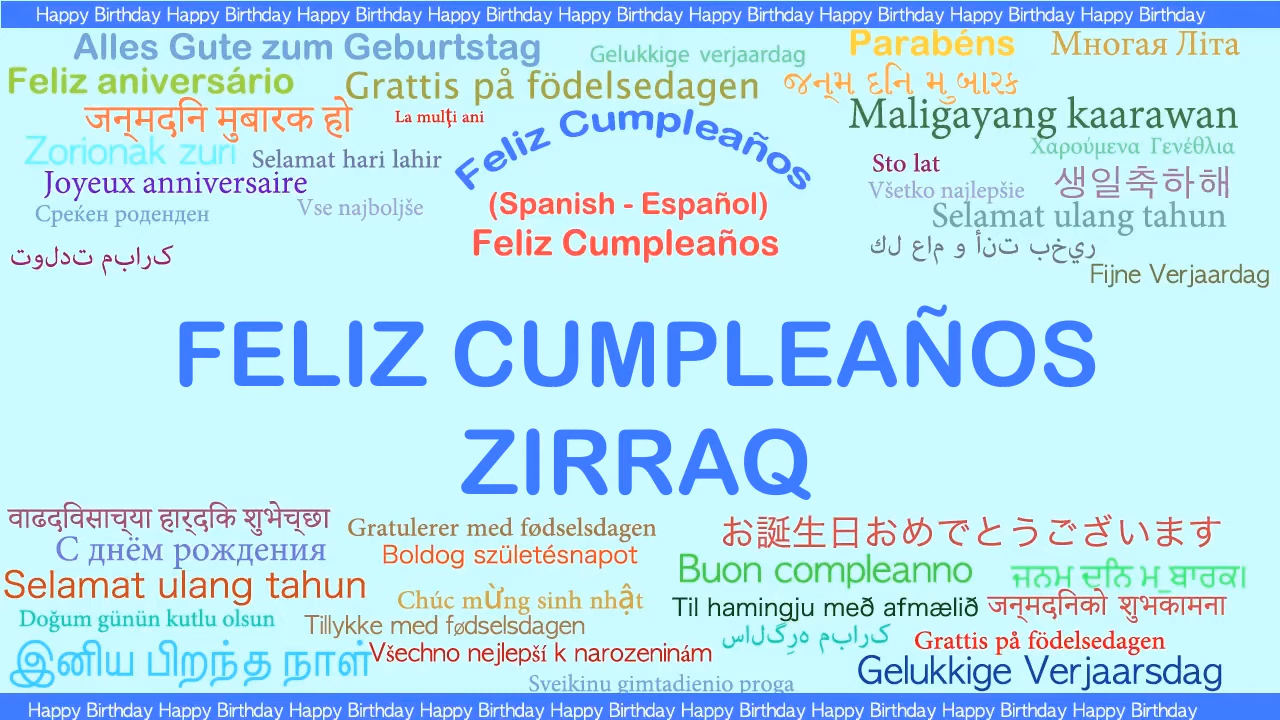 Happy Birthday Happy Birthday Happy Birthday Happy Birthday Happy Birthday Happy Birthday Happy Birthday Happy Birthday Happy Birthday
Alles Gute zum Geburtstag
Gelukkige verjaardag
Parabéns
Многая Літа
Feliz aniversário
Grattis på födelsedagen
જન્મ દિન મુબારક
जन्मदिन मुबारक हो
La mulţi ani
Feliz Cumpleaños
Maligayang kaarawan
Zorionak zuri
Selamat hari lahir
Χαρούμενα Γενέθλια
Sto lat
Joyeux anniversaire
(Spanish - Español)
Všetko najlepšie
생일축하해
Среќен роденден
Vse najboljše
Selamat ulang tahun
Feliz Cumpleaños
تولدت مبارک
كل عام و أنت بخير
Fijne Verjaardag
FELIZ CUMPLEAÑOS
ZIRRAQ
वाढदिवसाच्या हार्दिक शुभेच्छा
Gratulerer med fødselsdagen
お誕生日おめでとうございます
С днём рождения
Boldog születésnapot
Buon compleanno
ਜਨਮ ਦਿਨ ਮੁਬਾਰਕ।
Selamat ulang tahun
Chúc mừng sinh nhật
Til hamingju með afmælið
जन्मदिनको शुभकामना
Doğum günün kutlu olsun
Tillykke med fødselsdagen
سالگرہ مبارک
Grattis på födelsedagen
இனிய பிறந்த நாள்
Všechno nejlepší k narozeninám
Gelukkige Verjaarsdag
Sveikinu gimtadienio proga
Happy Birthday Happy Birthday Happy Birthday Happy Birthday Happy Birthday Happy Birthday Happy Birthday Happy Birthday Happy Birthday